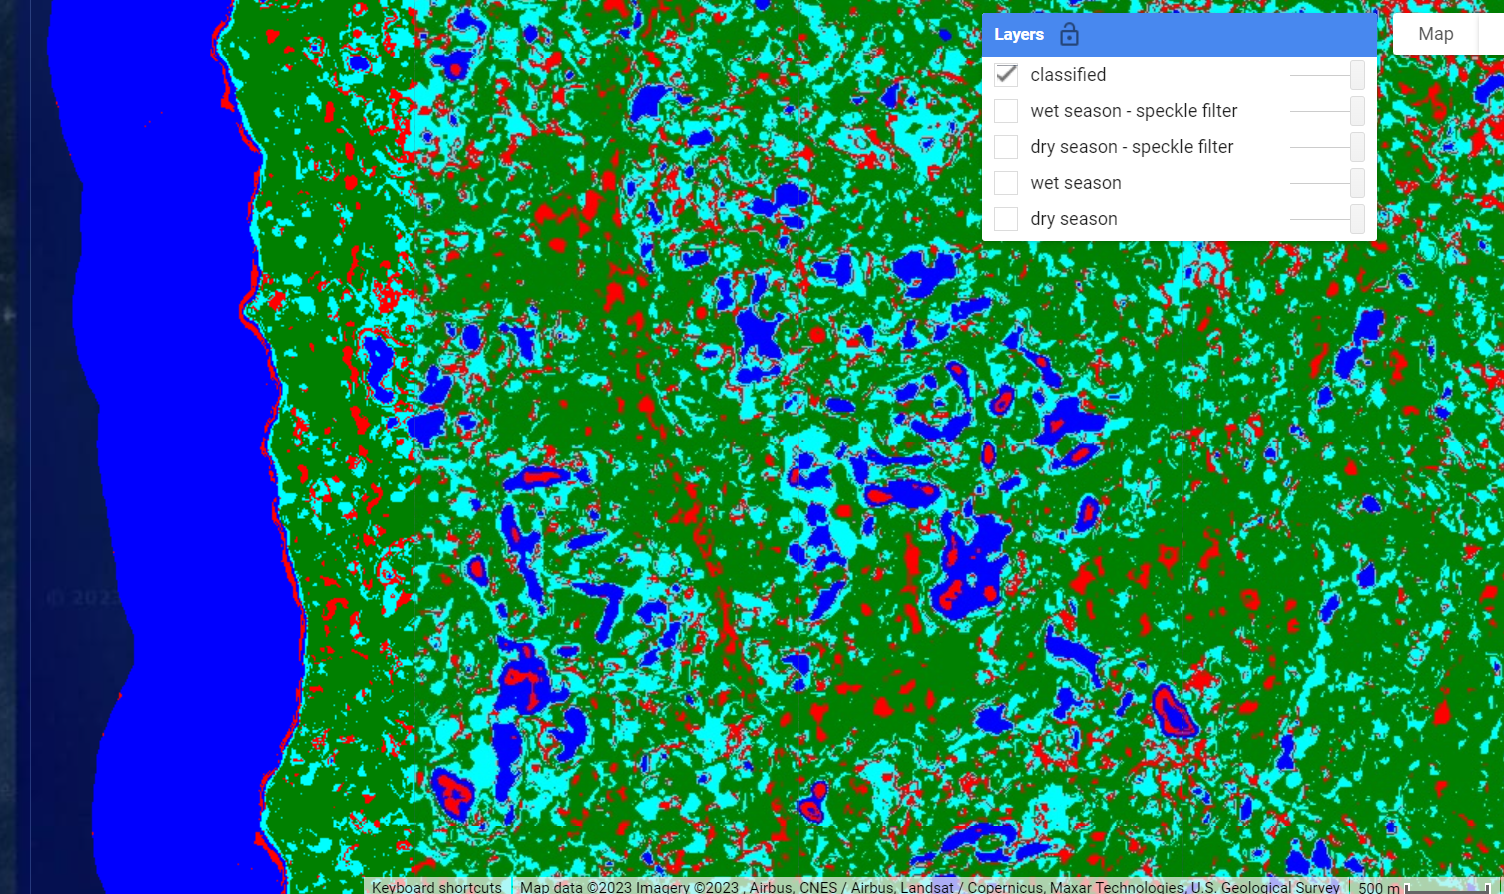 Layers
Map
classified
wet season - speckle filter
dry season - speckle filter
wet season
dry season
© 2023
Keyboard shortcuts
Map data ©2023 Imagery ©2023 , Airbus, CNES / Airbus, Landsat / Copernicus, Maxar Technologies, U.S. Geological Survey
500 m